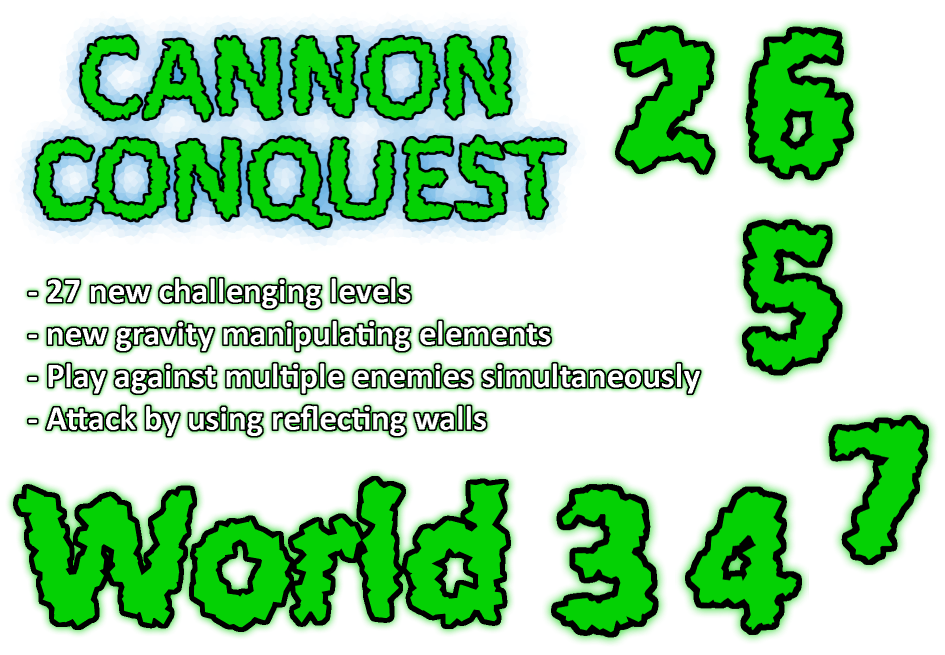 CANNON
CONQUEST
2 6
5
- 27 new challenging levels
- new gravity manipulating elements
- Play against multiple enemies simultaneously
- Attack by using reflecting walls
7
World 3 4